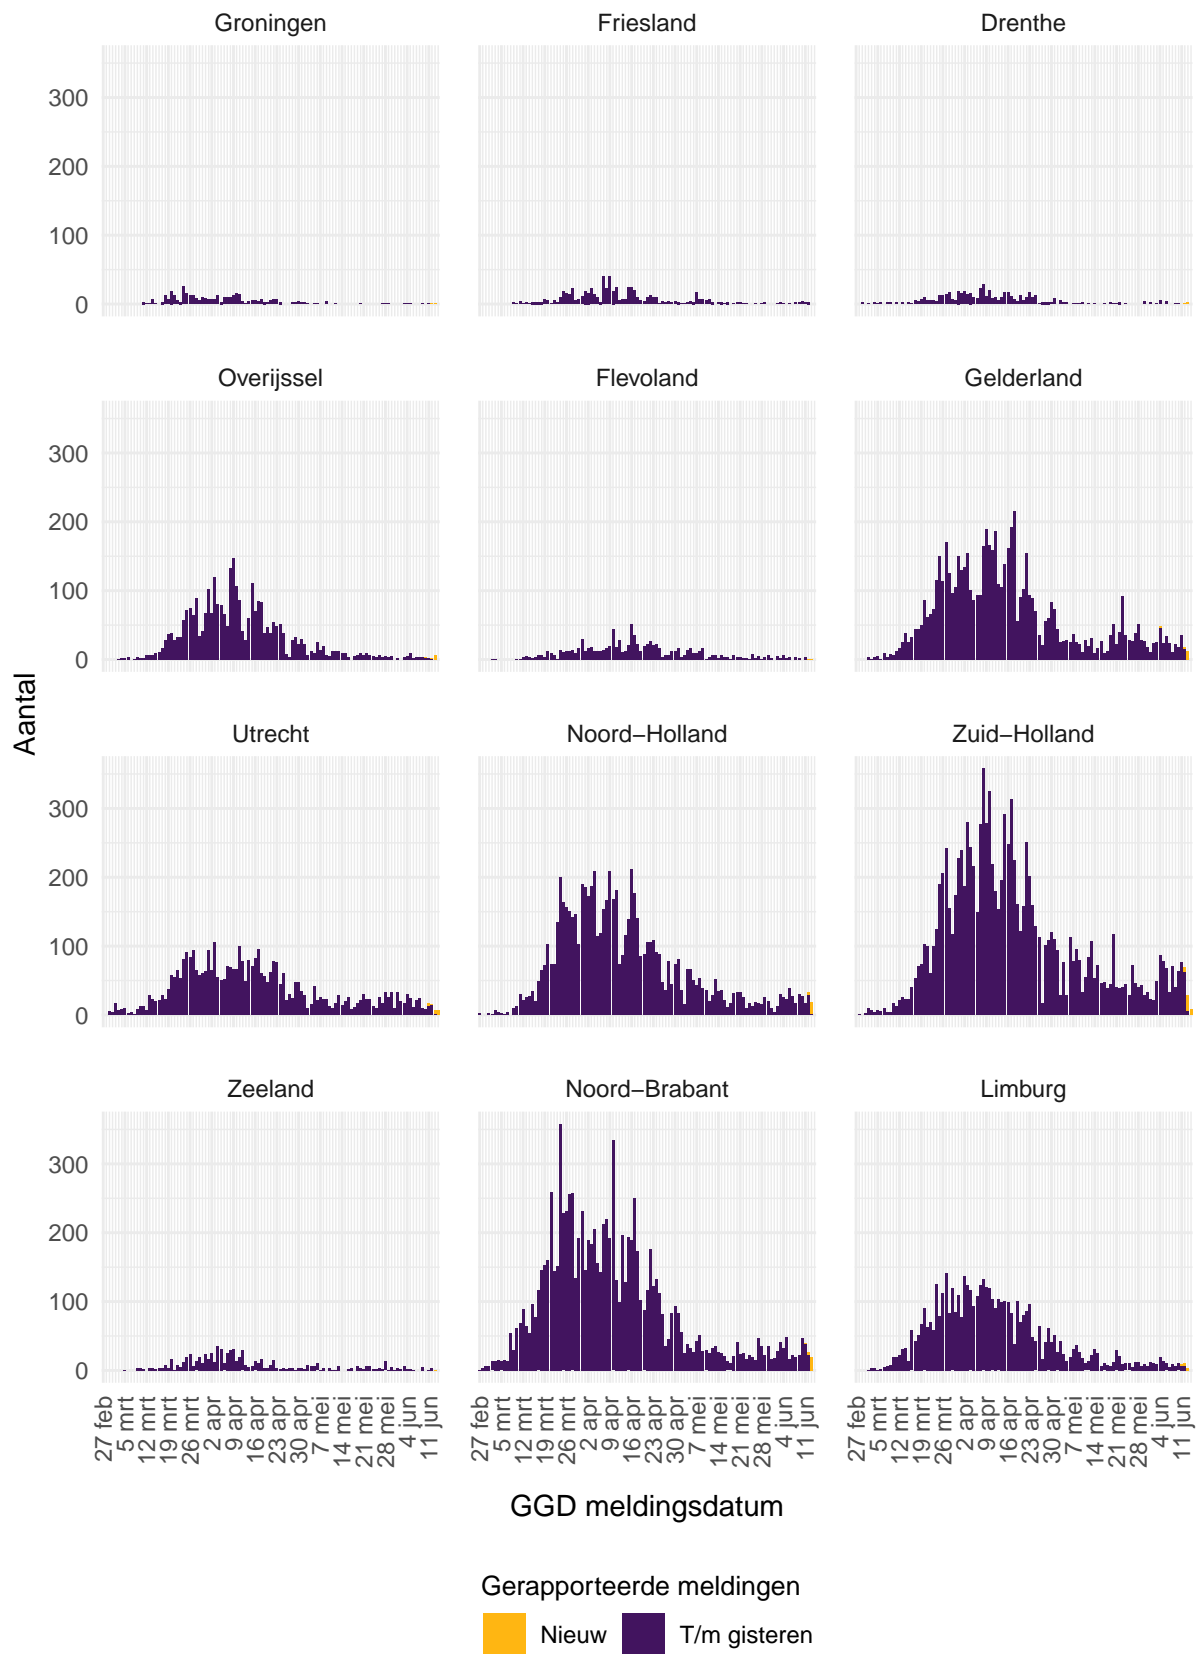 Groningen Friesland Drenthe
300
200
100
0
Overijssel Flevoland Gelderland
300
200
100
0
Aantal
Utrecht Noord−Holland Zuid−Holland
300
200
100
0
Zeeland Noord−Brabant Limburg
300
200
100
0
27 feb 5 mrt 12 mrt 19 mrt 26 mrt 2 apr 9 apr 16 apr 23 apr 30 apr 7 mei 14 mei 21 mei 28 mei 4 jun 11 jun 27 feb 5 mrt 12 mrt 19 mrt 26 mrt 2 apr 9 apr 16 apr 23 apr 30 apr 7 mei 14 mei 21 mei 28 mei 4 jun 11 jun 27 feb 5 mrt 12 mrt 19 mrt 26 mrt 2 apr 9 apr 16 apr 23 apr 30 apr 7 mei 14 mei 21 mei 28 mei 4 jun 11 jun
GGD meldingsdatum
Gerapporteerde meldingen
Nieuw T/m gisteren